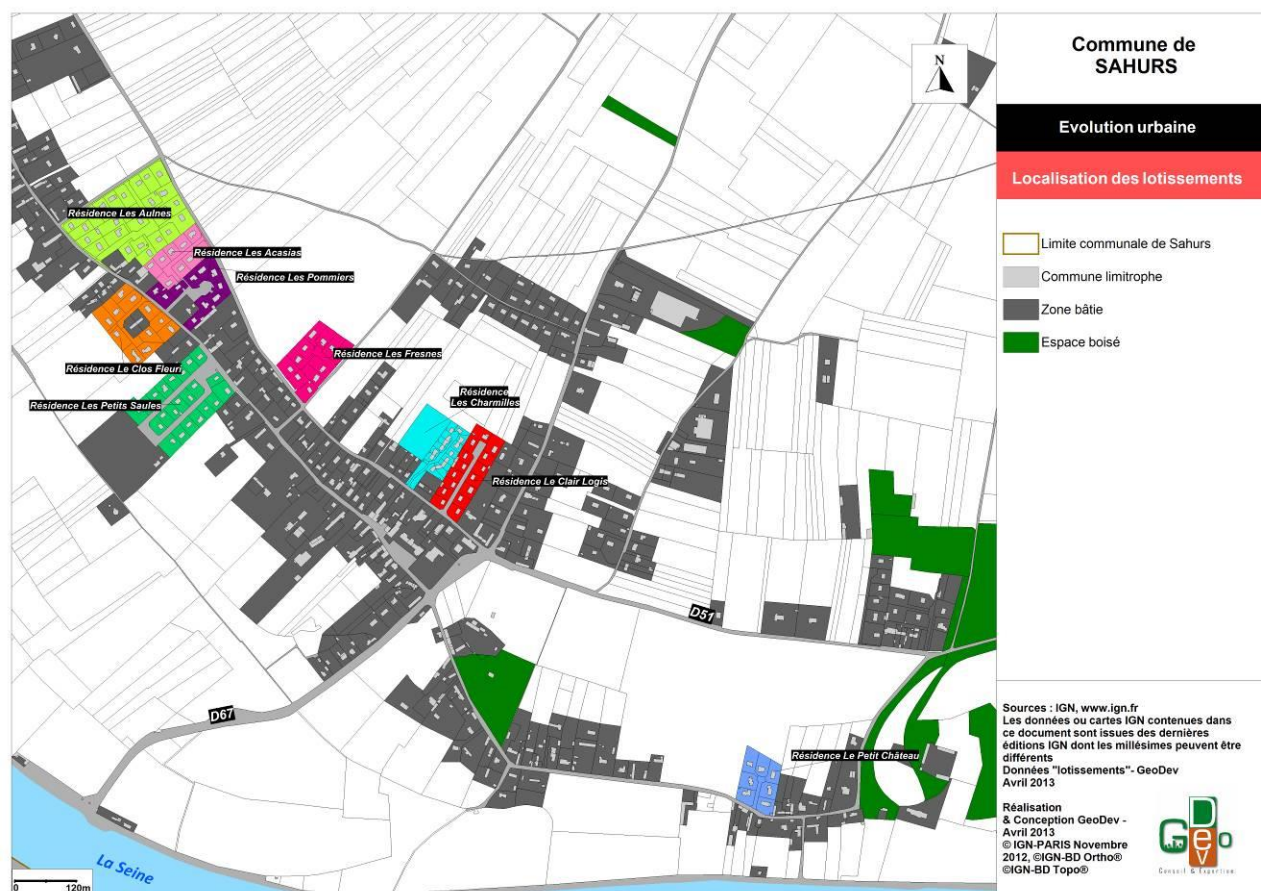 Commune de
SAHURS
Evolution urbaine
Localisation des lotissements
Limite communale de Sahurs
Commune limitrophe
Zone bâtie
Espace boisé
N
Résidence Les Aulnes
Résidence Les Acasias
Résidence Les Pommiers
Résidence Les Fresnes
Résidence Le Clos Fleuri
Résidence
Les Charmilles
Résidence Les Petits Saules
Résidence Le Clair Logis
D51
D67
Résidence Le Petit Château
La Seine
0 120m
Sources : IGN, www.ign.fr
Les données ou cartes IGN contenues dans
ce document sont issues des dernières
éditions IGN dont les millésimes peuvent être
différents
Données "lotissements"- GeoDev
Avril 2013
Réalisation
& Conception GeoDev -
Avril 2013
© IGN-PARIS Novembre
2012, ©IGN-BD Ortho®
©IGN-BD Topo®
GeoDev
Conseil & Expertise